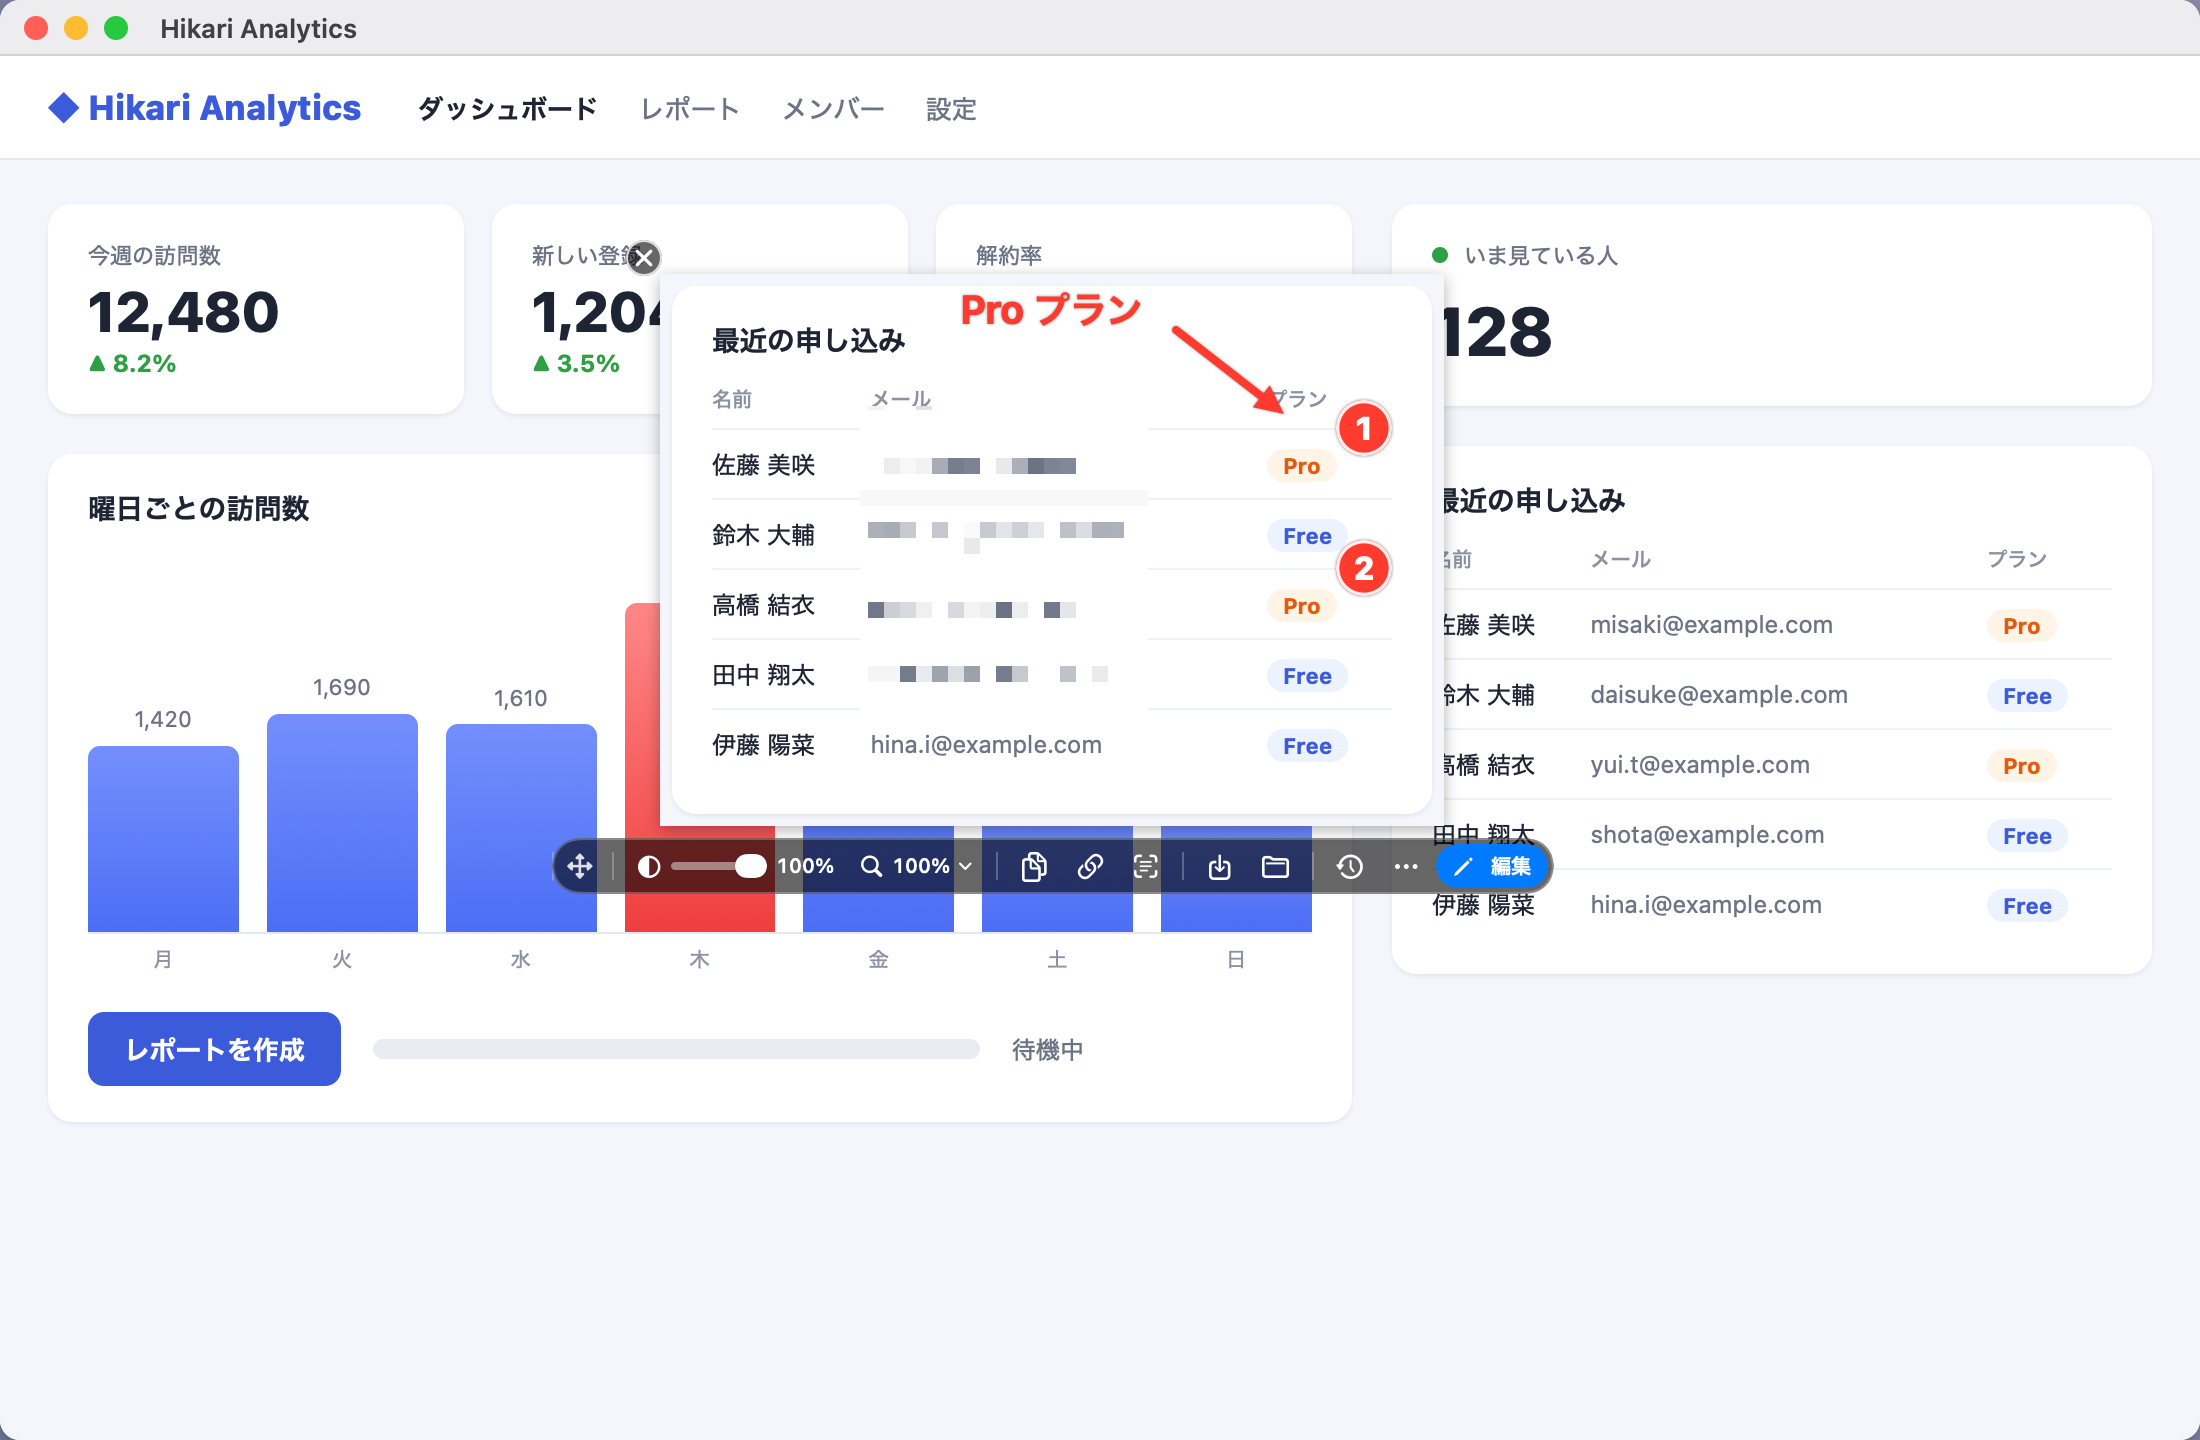 Hikari Analytics
Hikari Analytics
ダッシュボード
レポート
メンバー
設定
今週の訪問数
12,480
▲ 8.2%
新しい登録
1,204
▲ 3.5%
解約率
いま見ている人
128
Pro プラン
最近の申し込み
名前 メール プラン
1
佐藤 美咲 Pro
鈴木 大輔 Free
2
高橋 結衣 Pro
田中 翔太 Free
伊藤 陽菜 hina.i@example.com Free
100%
100%
編集
曜日ごとの訪問数
1,420
1,690
1,610
月 火 水 木 金 土 日
レポートを作成
待機中
最近の申し込み
名前 メール プラン
佐藤 美咲 misaki@example.com Pro
鈴木 大輔 daisuke@example.com Free
高橋 結衣 yui.t@example.com Pro
田中 翔太 shota@example.com Free
伊藤 陽菜 hina.i@example.com Free